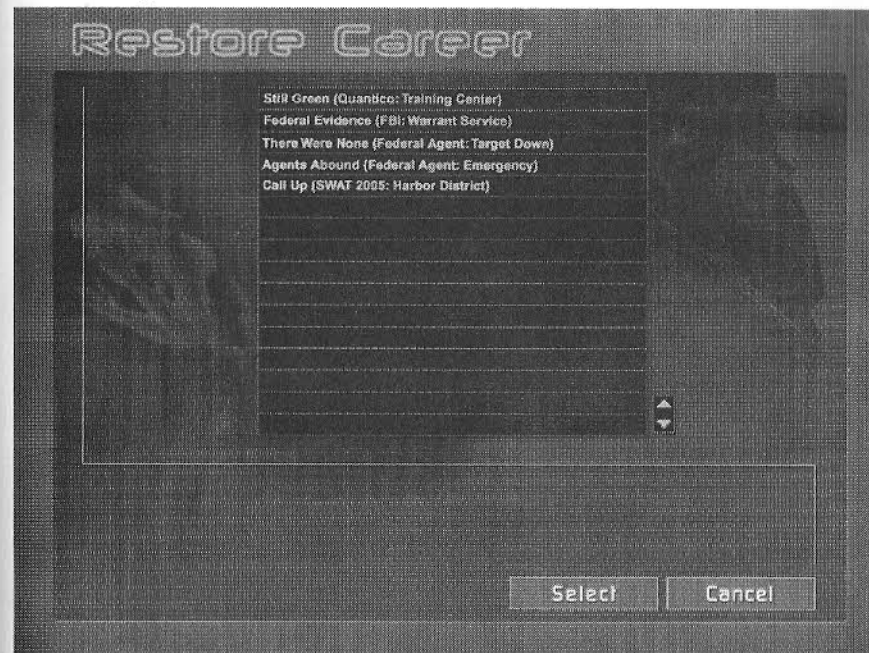 Restore Career
Still Green (Quantico: Training Center)
Federal Evidence (FBI: Warrant Service)
There Were None (Federal Agent: Target Down)
Agents Abound (Federal Agent: Emergency)
Call Up (SWAT 2005: Harbor District)
Select Cancel